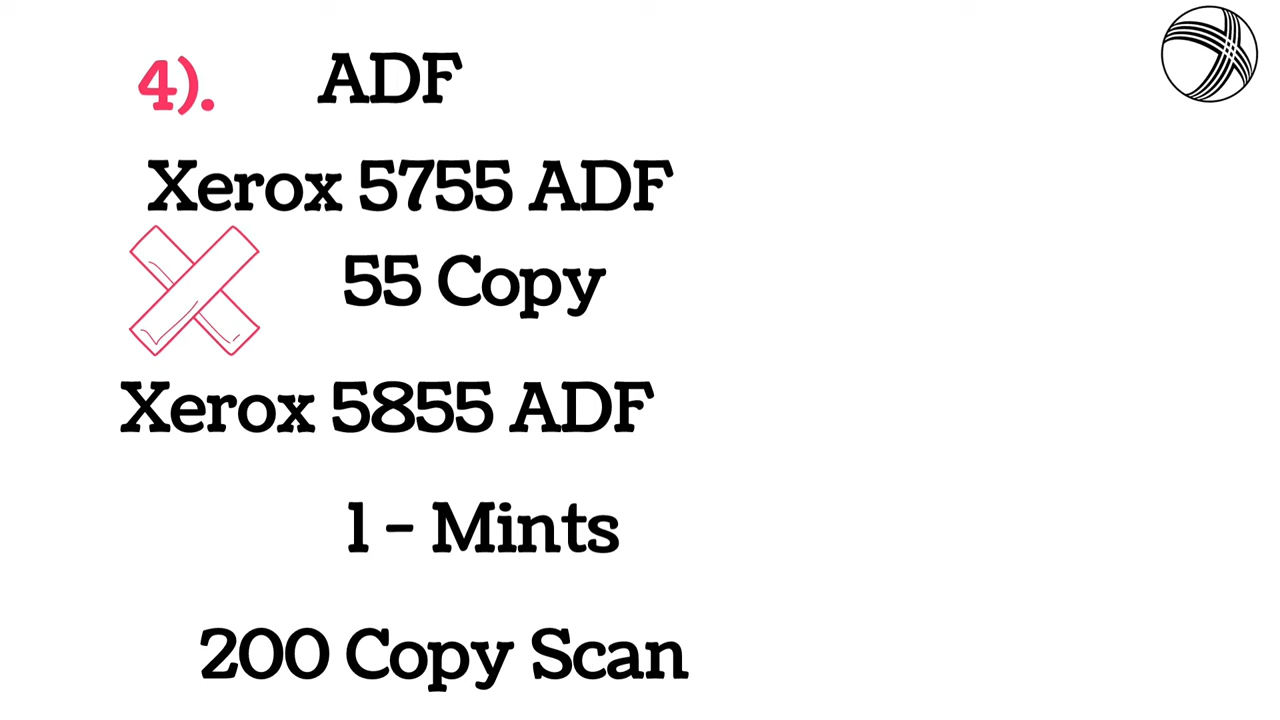 4). ADF
Xerox 5755 ADF
55 Copy
Xerox 5855 ADF
1 - Mints
200 Copy Scan